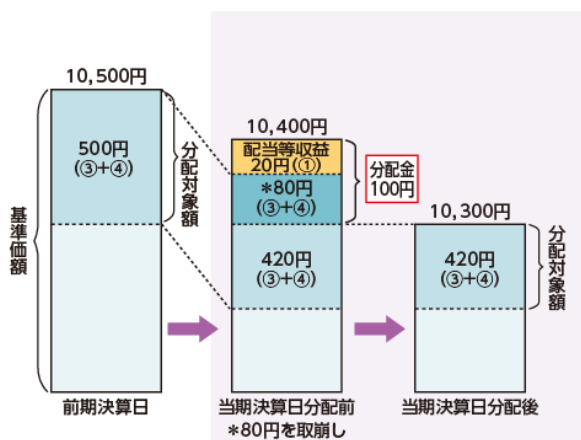 10,500円
500円
(③+④)
分配対象額
基準価額
前期決算日
10,400円
配当等収益
20円(①)
*80円
(③+④)
分配金
100円
420円
(③+④)
当期決算日分配前
*80円を取崩し
10,300円
420円
(③+④)
分配対象額
当期決算日分配後